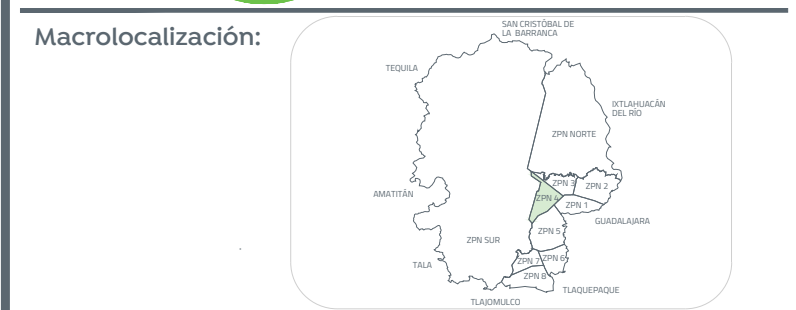 Macrolocalización:
SAN CRISTÓBAL DE
LA BARRANCA
TEQUILA
IXTLAHUACÁN
DEL RÍO
ZPN NORTE
ZPN 3
ZPN 2
AMATITÁN
ZPN 4
ZPN 1
GUADALAJARA
ZPN 5
ZPN SUR
ZPN 7
ZPN 6
TALA
ZPN 8
TLAQUEPAQUE
TLAJOMULCO